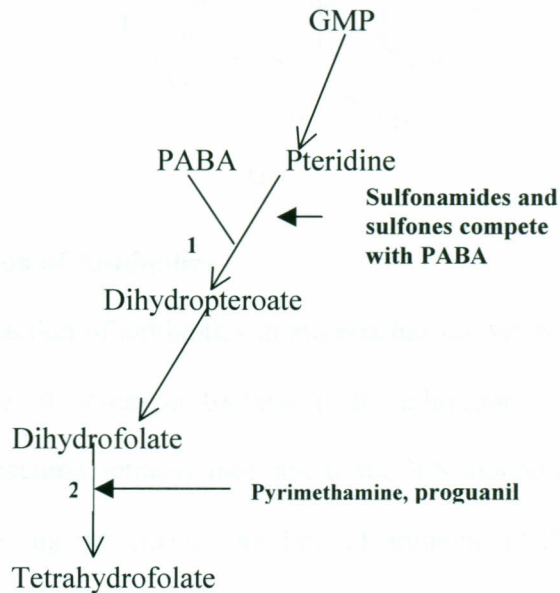 GMP
PABA Pteridine
Sulfonamides and
sulfones compete
with PABA
1
Dihydropteroate
Dihydrofolate
2 Pyrimethamine, proguanil
Tetrahydrofolate